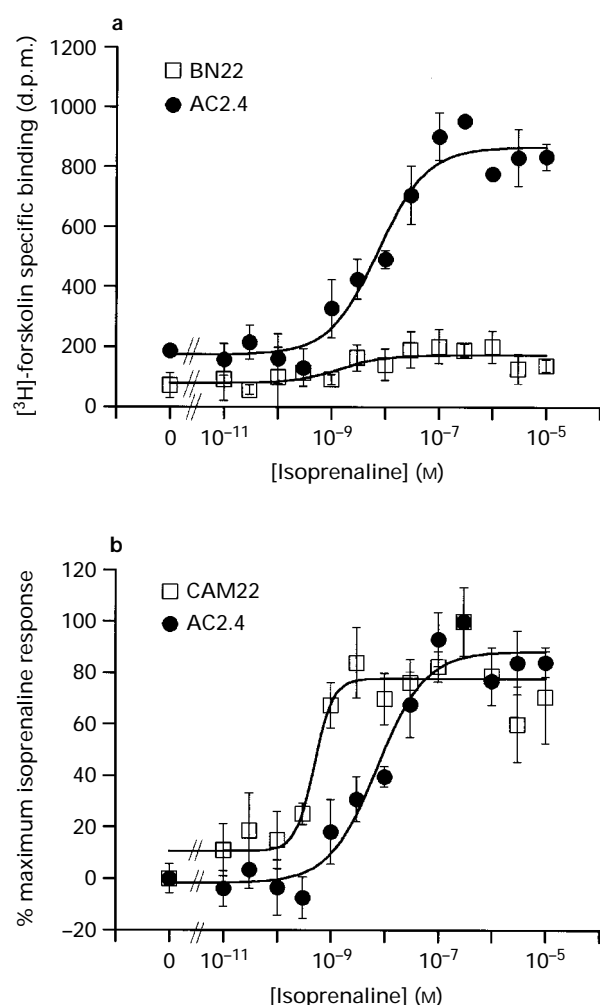 a
[³H]-forskolin specific binding (d.p.m.)
1200
1000
800
600
400
200
0
BN22
AC2.4
0 10⁻¹¹ 10⁻⁹ 10⁻⁷ 10⁻⁵
[Isoprenaline] (M)
b
% maximum isoprenaline response
120
100
80
60
40
20
0
–20
CAM22
AC2.4
0 10⁻¹¹ 10⁻⁹ 10⁻⁷ 10⁻⁵
[Isoprenaline] (M)